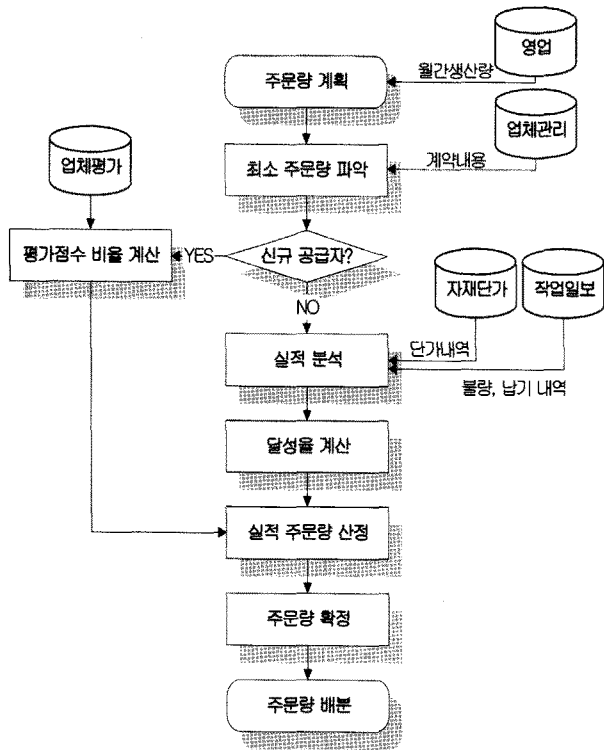 영업
월간생산량
주문량 계획
업체관리
업체평가
최소 주문량 파악
계약내용
평가점수 비율 계산
YES
신규 공급자?
NO
자재단가
작업일보
실적 분석
단가내역
불량, 납기 내역
달성율 계산
실적 주문량 산정
주문량 확정
주문량 배분